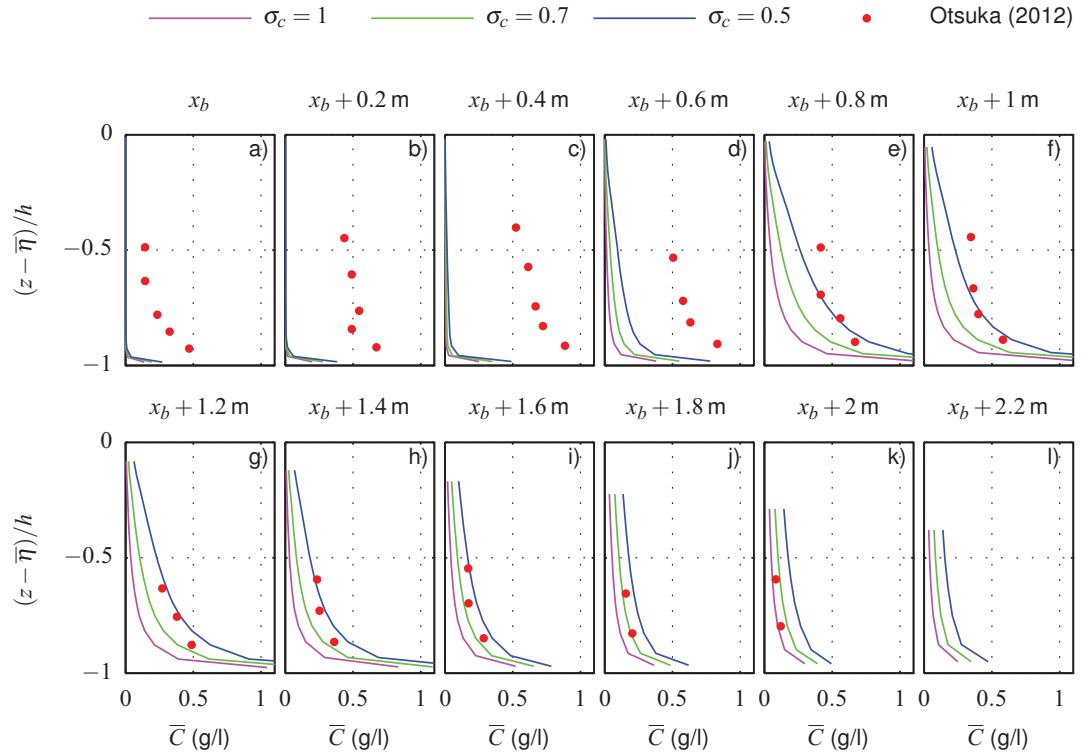 σc = 1 σc = 0.7 σc = 0.5 Otsuka (2012)
xb xb + 0.2 m xb + 0.4 m xb + 0.6 m xb + 0.8 m xb + 1 m
0
a) b) c) d) e) f)
(z − η̅)/h
−0.5
−1
xb + 1.2 m xb + 1.4 m xb + 1.6 m xb + 1.8 m xb + 2 m xb + 2.2 m
0
g) h) i) j) k) l)
(z − η̅)/h
−0.5
−1
0 0.5 1 0 0.5 1 0 0.5 1 0 0.5 1 0 0.5 1 0 0.5 1
C̅ (g/l) C̅ (g/l) C̅ (g/l) C̅ (g/l) C̅ (g/l) C̅ (g/l)